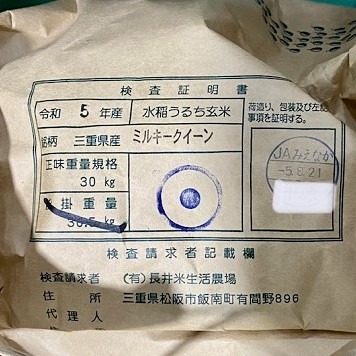 検査証明書
令和 5 年産 水稲うるち玄米
銘柄 三重県産 ミルキークイーン
正味重量規格
30 kg
皆掛重量
30.5 kg
荷造り、包装及び左記
事項を証明する。
JAみえなか
-5.8.21
検査請求者記載欄
検査請求者 (有)長井米生活農場
住所 三重県松阪市飯南町有間野896
代理人